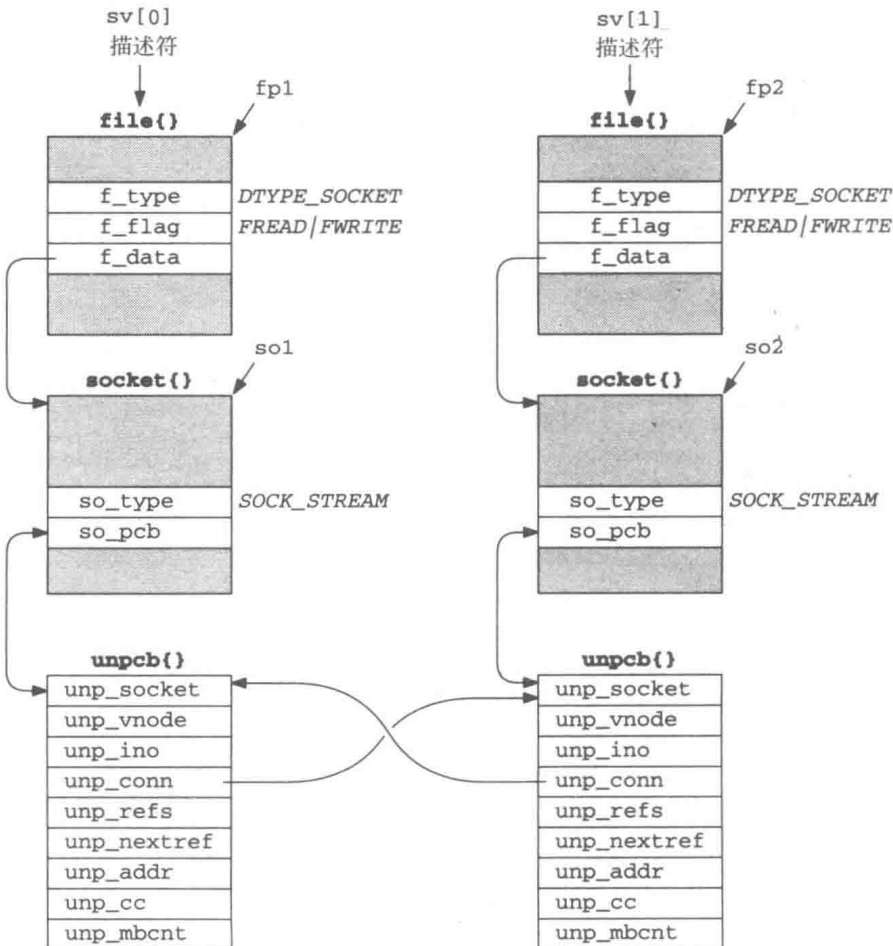 sv[0]
描述符
fp1
file{}
f_type
DTYPE_SOCKET
f_flag
FREAD|FWRITE
f_data
so1
socket{}
so_type
SOCK_STREAM
so_pcb
unpcb{}
unp_socket
unp_vnode
unp_ino
unp_conn
unp_refs
unp_nextref
unp_addr
unp_cc
unp_mbcnt
sv[1]
描述符
fp2
file{}
f_type
DTYPE_SOCKET
f_flag
FREAD|FWRITE
f_data
so2
socket{}
so_type
SOCK_STREAM
so_pcb
unpcb{}
unp_socket
unp_vnode
unp_ino
unp_conn
unp_refs
unp_nextref
unp_addr
unp_cc
unp_mbcnt